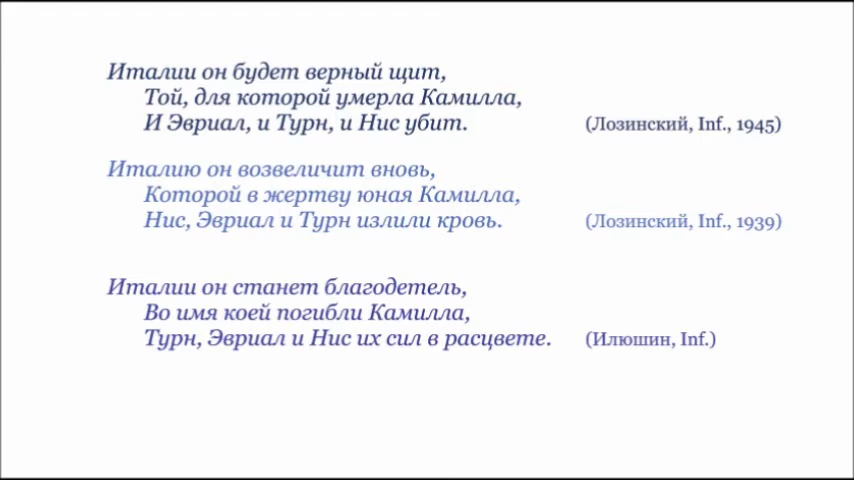 Италии он будет верный щит,
Той, для которой умерла Камилла,
И Эвриал, и Турн, и Нис убит. (Лозинский, Inf., 1945)
Италию он возвеличит вновь,
Которой в жертву юная Камилла,
Нис, Эвриал и Турн излили кровь. (Лозинский, Inf., 1939)
Италии он станет благодетель,
Во имя коей погибли Камилла,
Турн, Эвриал и Нис их сил в расцвете. (Илюшин, Inf.)